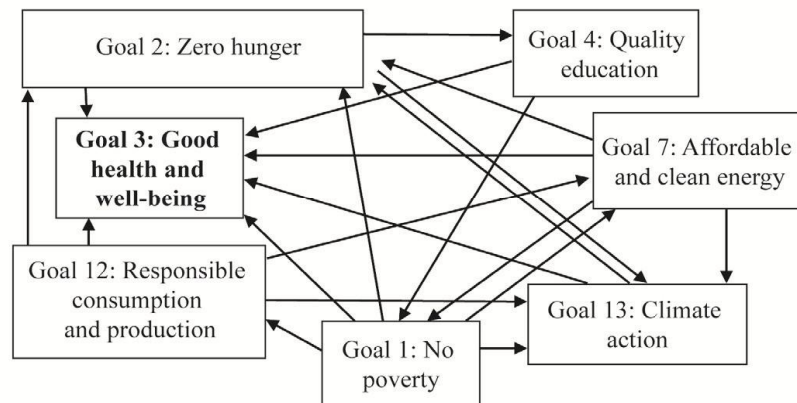 Goal 2: Zero hunger
Goal 4: Quality
education
Goal 3: Good
health and
well-being
Goal 7: Affordable
and clean energy
Goal 12: Responsible
consumption
and production
Goal 13: Climate
action
Goal 1: No
poverty